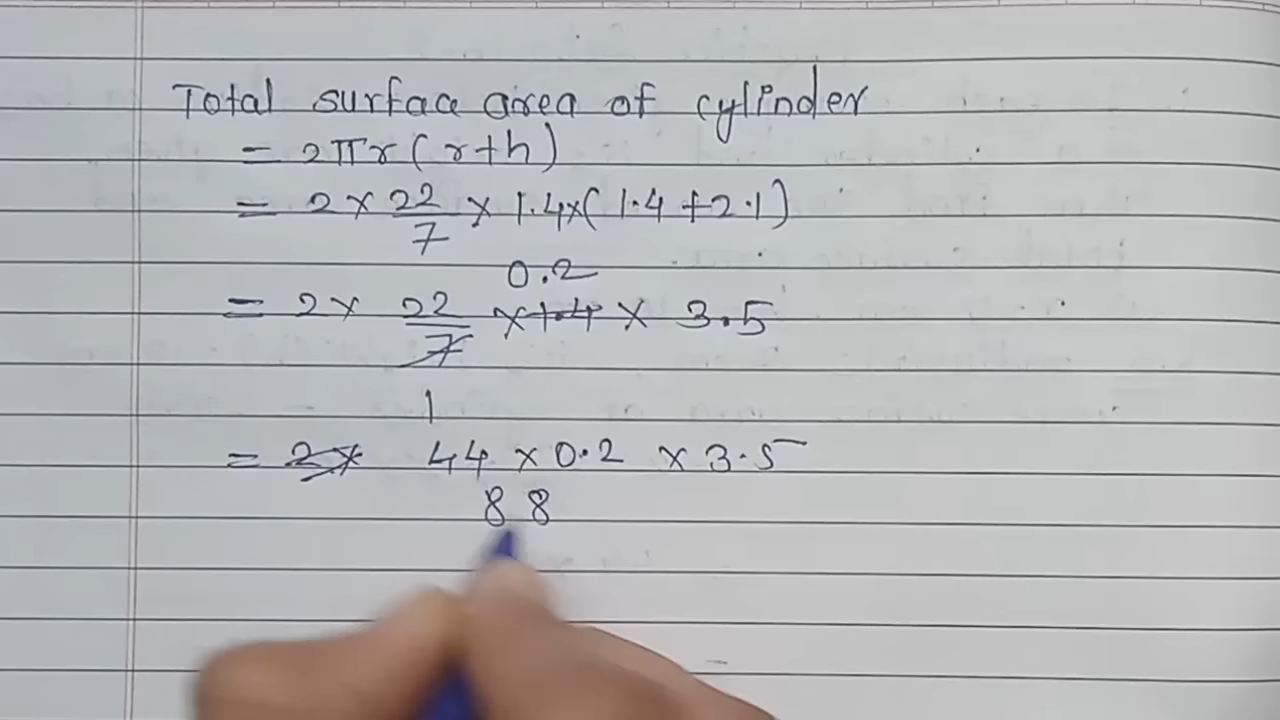 Total surface area of cylinder
= 2πr(r+h)
= 2 × 22/7 × 1.4×(1.4+2.1)
0.2
= 2× 22/7 ×1.4 × 3.5
1
= 2× 44 × 0.2 × 3.5
88